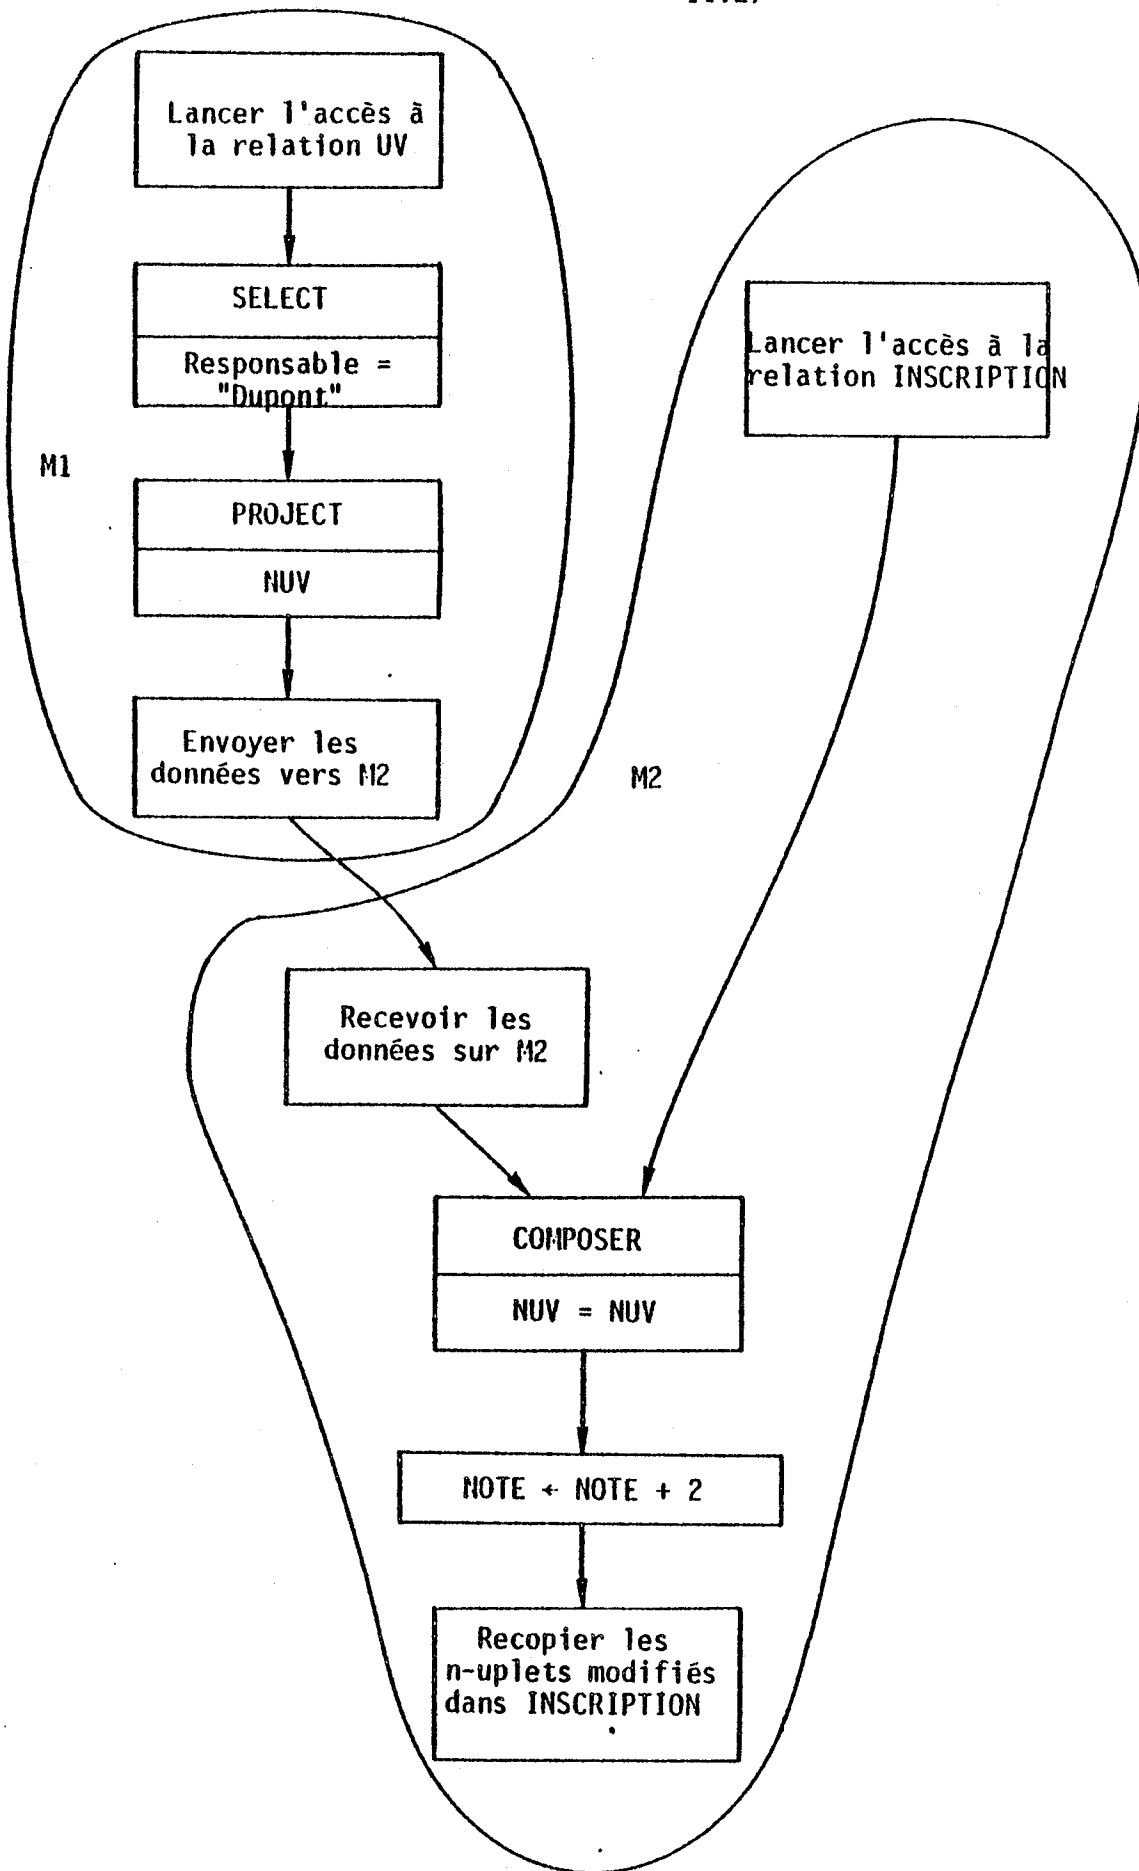 Lancer l'accès à
la relation UV
SELECT
Responsable =
"Dupont"
M1
PROJECT
NUV
Envoyer les
données vers M2
Lancer l'accès à la
relation INSCRIPTION
M2
Recevoir les
données sur M2
COMPOSER
NUV = NUV
NOTE ← NOTE + 2
Recopier les
n-uplets modifiés
dans INSCRIPTION